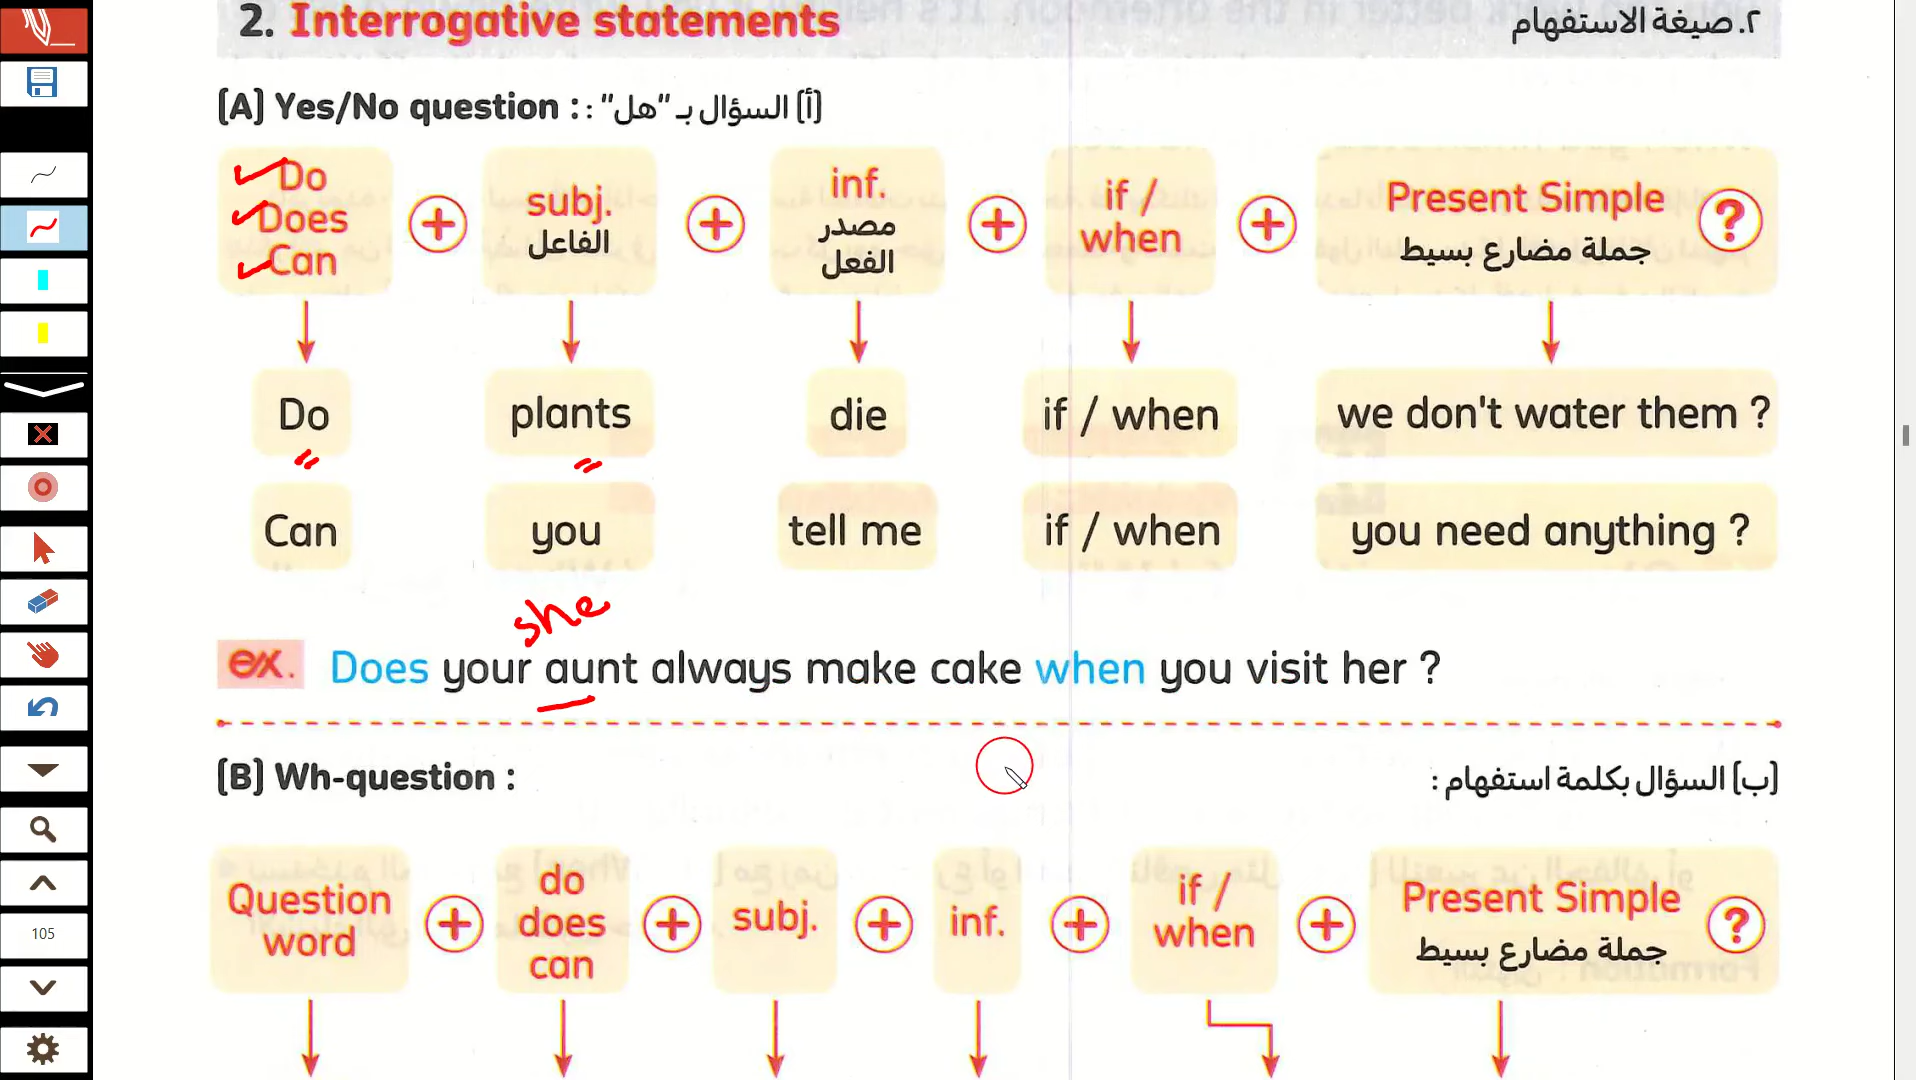 2. Interrogative statements
٢. صيغة الاستفهام
(A) Yes/No question :
(أ) السؤال بـ "هل" :
Do
Does
Can
+
subj.
الفاعل
+
inf.
مصدر
الفعل
+
if /
when
+
Present Simple
جملة مضارع بسيط
?
Do
plants
die
if / when
we don't water them ?
Can
you
tell me
if / when
you need anything ?
she
ex. Does your aunt always make cake when you visit her ?
(B) Wh-question :
(ب) السؤال بكلمة استفهام :
Question
word
+
do
does
can
+
subj.
+
inf.
+
if /
when
+
Present Simple
جملة مضارع بسيط
?
105